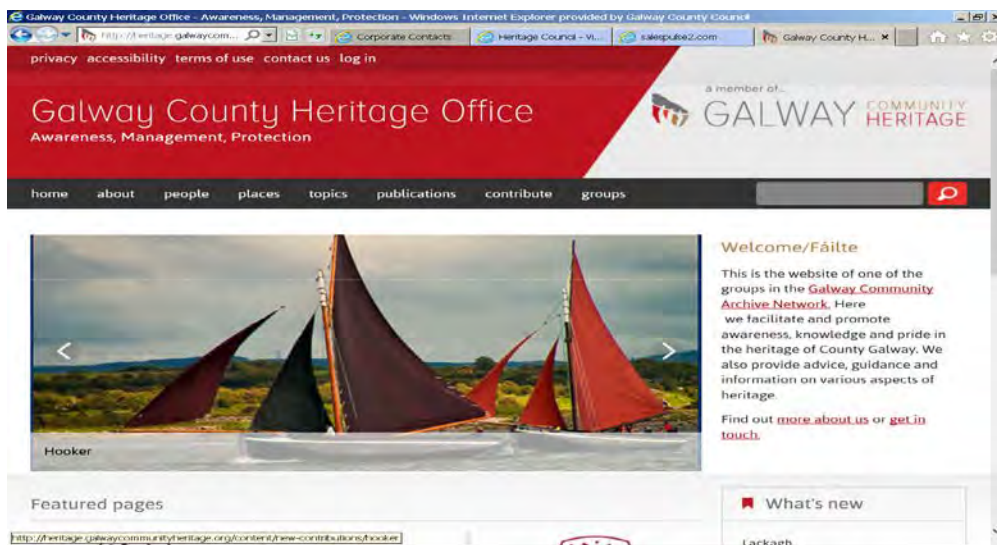 Galway County Heritage Office - Awareness, Management, Protection - Windows Internet Explorer provided by Galway County Council
http://heritage.galwaycom...
Corporate Contacts
Heritage Council - Vi...
salespulse2.com
Galway County H...
privacy accessibility terms of use contact us log in
a member of...
GALWAY COMMUNITY HERITAGE
Galway County Heritage Office
Awareness, Management, Protection
home about people places topics publications contribute groups
Welcome/Fáilte
This is the website of one of the
groups in the Galway Community
Archive Network. Here
we facilitate and promote
awareness, knowledge and pride in
the heritage of County Galway. We
also provide advice, guidance and
information on various aspects of
heritage.
Find out more about us or get in
touch.
Hooker
Featured pages
What's new
Lackagh
http://heritage.galwaycommunityheritage.org/content/new-contributions/hooker